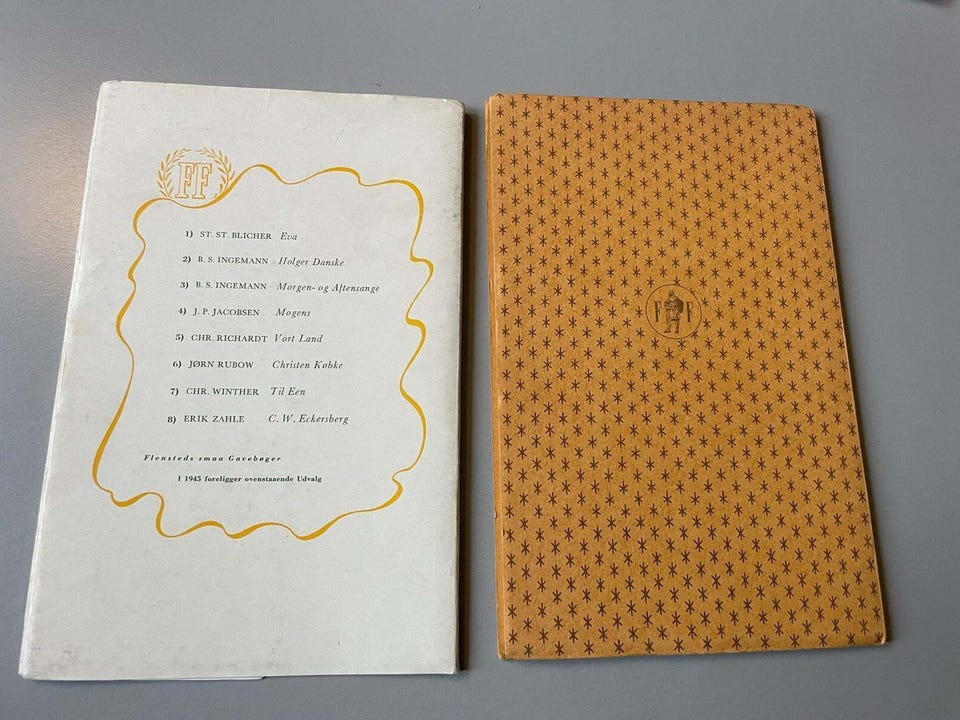 FF
1) ST. ST. BLICHER Eva
2) B. S. INGEMANN Holger Danske
3) B. S. INGEMANN Morgen- og Aftensange
4) J. P. JACOBSEN Mogens
5) CHR. RICHARDT Vort Land
6) JØRN RUBOW Christen Købke
7) CHR. WINTHER Til Een
8) ERIK ZAHLE C. W. Eckersberg
Flensteds smaa Gavebøger
I 1945 foreligger ovenstaaende Udvalg
F F